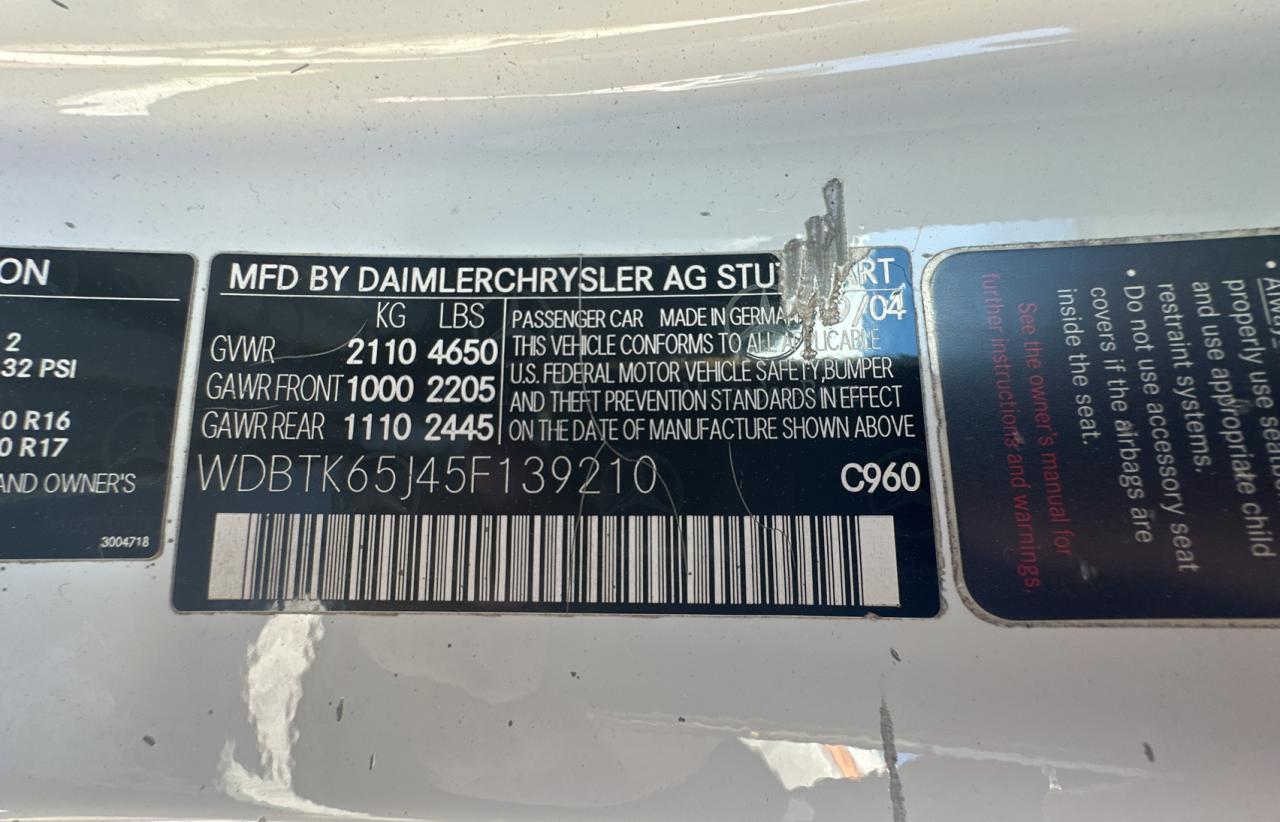 ON
2
32 PSI
0 R16
0 R17
AND OWNER'S
3004718
MFD BY DAIMLERCHRYSLER AG STU ART
KG LBS
GVWR 2110 4650
GAWR FRONT 1000 2205
GAWR REAR 1110 2445
PASSENGER CAR MADE IN GERMA /04
THIS VEHICLE CONFORMS TO ALL APPLICABLE
U.S. FEDERAL MOTOR VEHICLE SAFETY,BUMPER
AND THEFT PREVENTION STANDARDS IN EFFECT
ON THE DATE OF MANUFACTURE SHOWN ABOVE
WDBTK65J45F139210
C960
properly use seatbe
and use appropriate child
restraint systems.
• Do not use accessory seat
covers if the airbags are
inside the seat.
See the owner's manual for
further instructions and warnings.